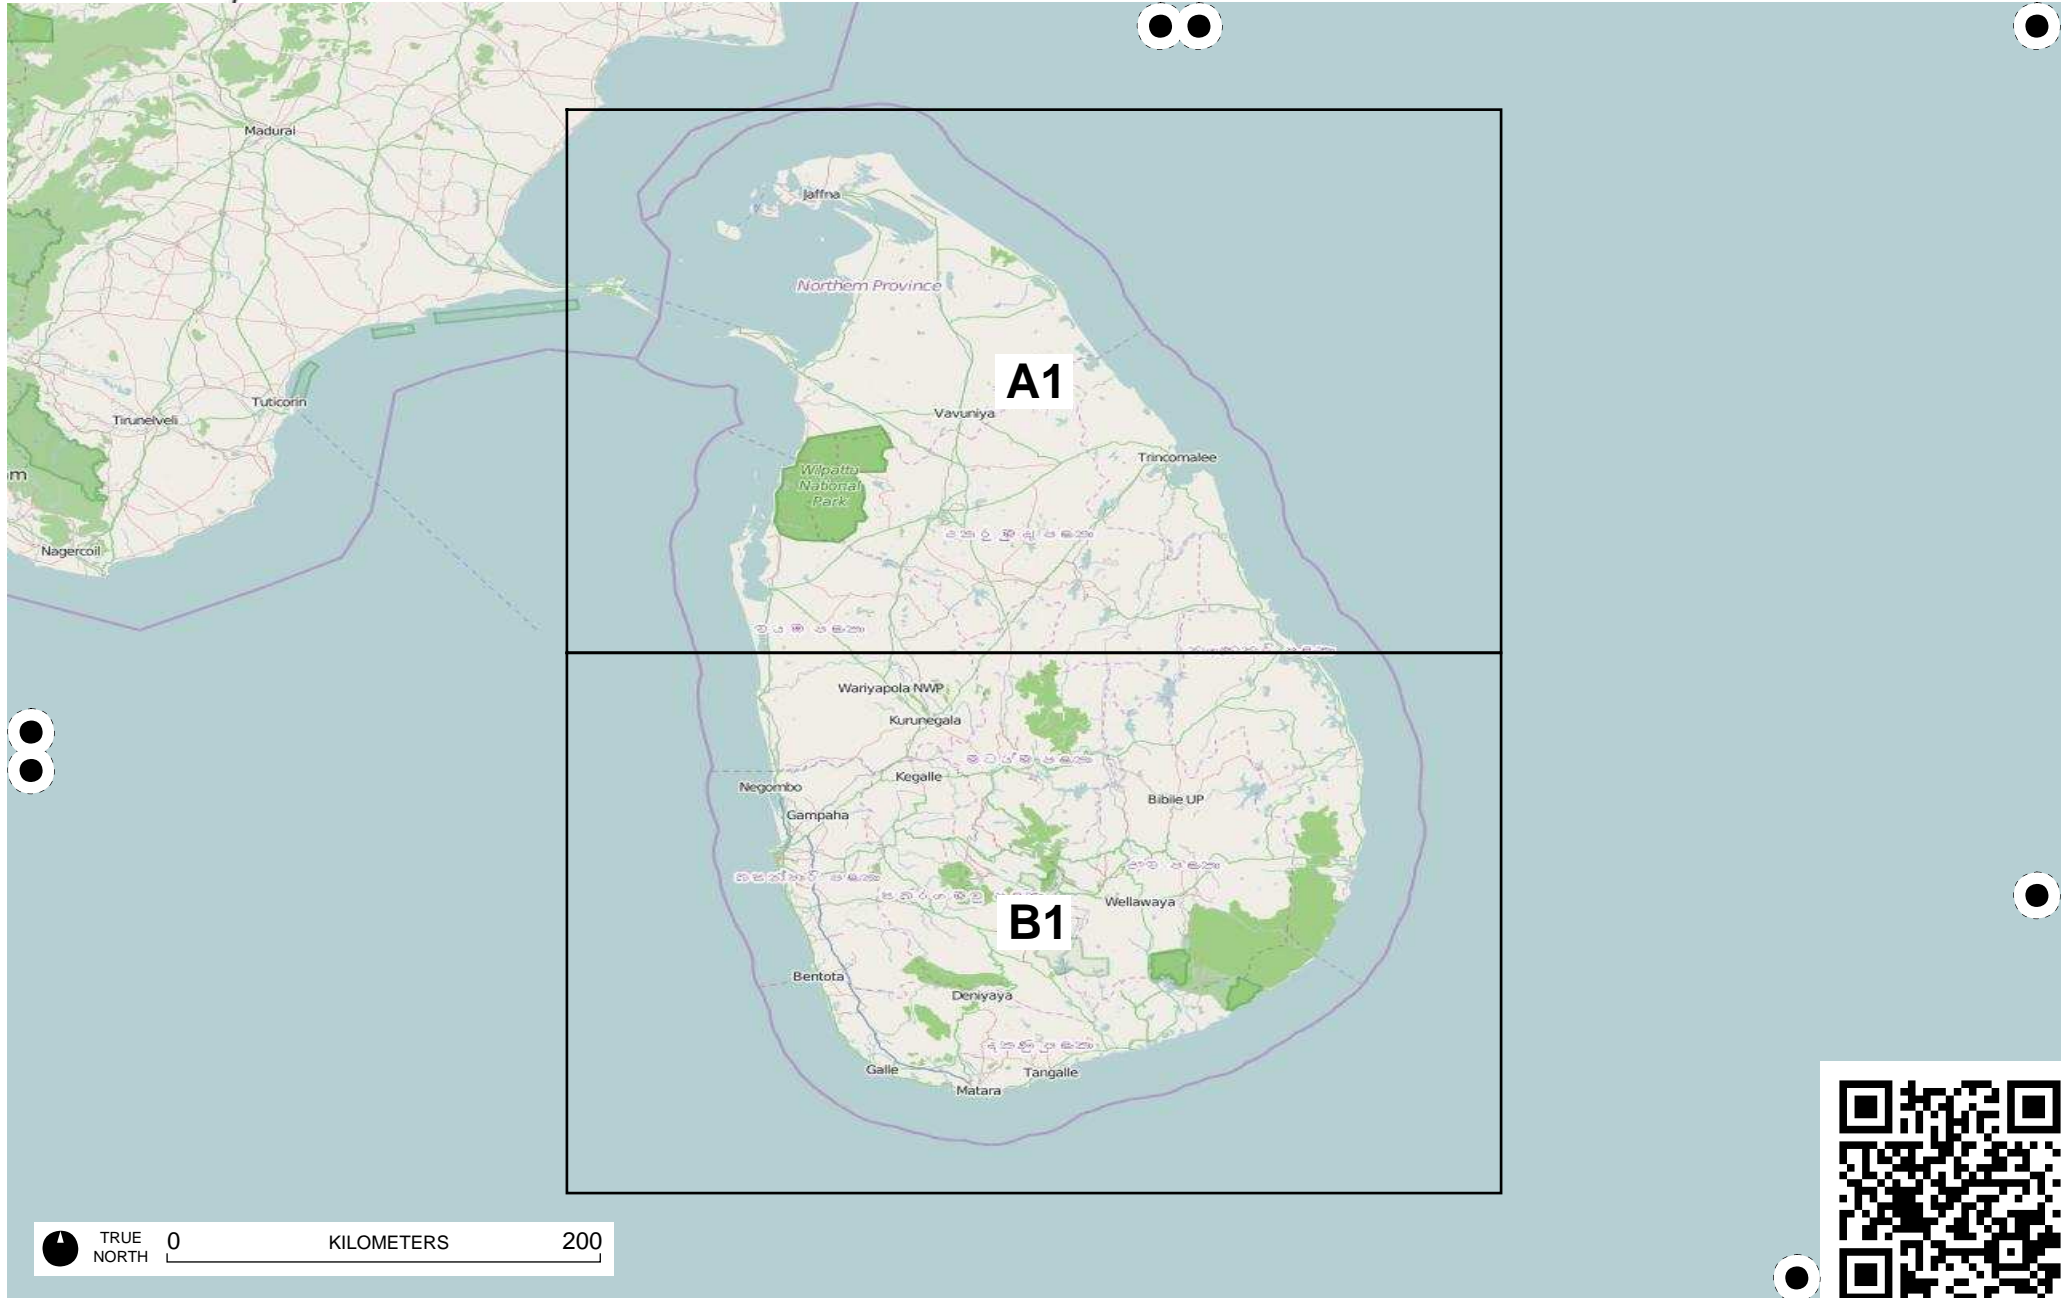 Madurai
Jaffna
Northern Province
A1
Tuticorin
Tirunelveli
Vavuniya
Trincomalee
Wilpattu
National
Park
m
Nagercoil
Wariyapola NWP
Kurunegala
Kegalle
Negombo
Bibile UP
Gampaha
Wellawaya
B1
Bentota
Deniyaya
Galle
Tangalle
Matara
TRUE
NORTH
0 KILOMETERS 200